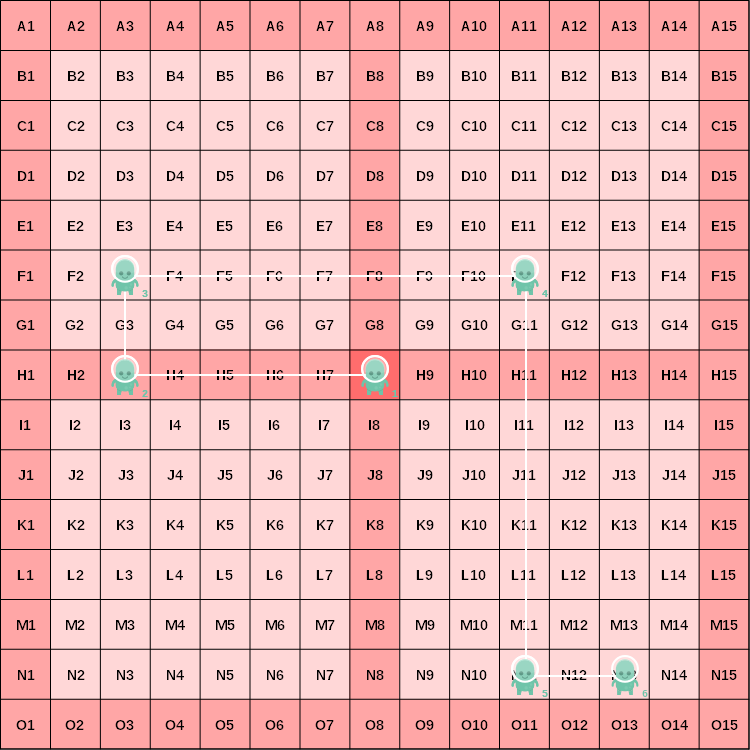 A1 A2 A3 A4 A5 A6 A7 A8 A9 A10 A11 A12 A13 A14 A15
B1 B2 B3 B4 B5 B6 B7 B8 B9 B10 B11 B12 B13 B14 B15
C1 C2 C3 C4 C5 C6 C7 C8 C9 C10 C11 C12 C13 C14 C15
D1 D2 D3 D4 D5 D6 D7 D8 D9 D10 D11 D12 D13 D14 D15
E1 E2 E3 E4 E5 E6 E7 E8 E9 E10 E11 E12 E13 E14 E15
F1 F2 3 F4 F5 F6 F7 F8 F9 F10 4 F12 F13 F14 F15
G1 G2 G3 G4 G5 G6 G7 G8 G9 G10 G11 G12 G13 G14 G15
H1 H2 2 H4 H5 H6 H7 1 H9 H10 H11 H12 H13 H14 H15
I1 I2 I3 I4 I5 I6 I7 I8 I9 I10 I11 I12 I13 I14 I15
J1 J2 J3 J4 J5 J6 J7 J8 J9 J10 J11 J12 J13 J14 J15
K1 K2 K3 K4 K5 K6 K7 K8 K9 K10 K11 K12 K13 K14 K15
L1 L2 L3 L4 L5 L6 L7 L8 L9 L10 L11 L12 L13 L14 L15
M1 M2 M3 M4 M5 M6 M7 M8 M9 M10 M11 M12 M13 M14 M15
N1 N2 N3 N4 N5 N6 N7 N8 N9 N10 5 N12 6 N14 N15
O1 O2 O3 O4 O5 O6 O7 O8 O9 O10 O11 O12 O13 O14 O15